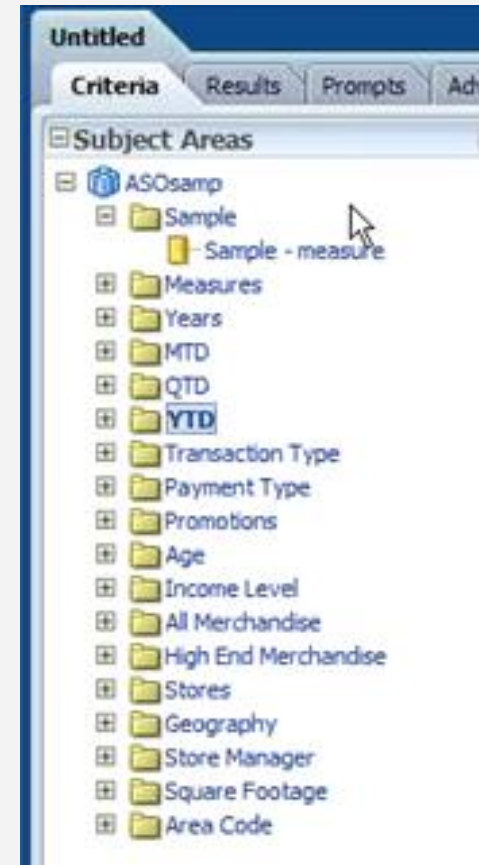 Untitled
Criteria Results Prompts Adv
Subject Areas
ASOsamp
Sample
Sample - measure
Measures
Years
MTD
QTD
YTD
Transaction Type
Payment Type
Promotions
Age
Income Level
All Merchandise
High End Merchandise
Stores
Geography
Store Manager
Square Footage
Area Code